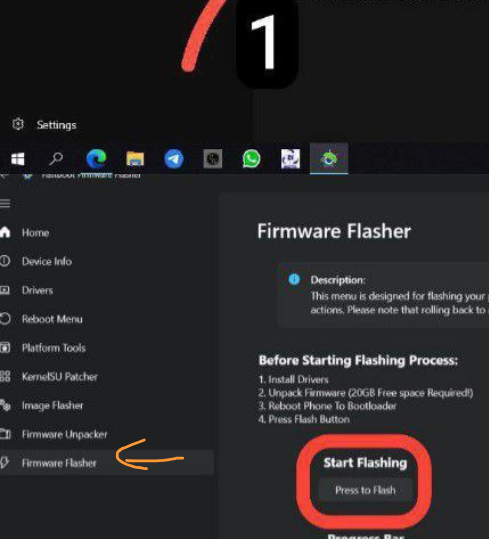 1
Settings
Fastboot Firmware Flasher
Home
Device Info
Drivers
Reboot Menu
Platform Tools
KernelSU Patcher
Image Flasher
Firmware Unpacker
Firmware Flasher
Firmware Flasher
Description:
This menu is designed for flashing your
actions. Please note that rolling back to
Before Starting Flashing Process:
1. Install Drivers
2. Unpack Firmware (20GB Free space Required!)
3. Reboot Phone To Bootloader
4. Press Flash Button
Start Flashing
Press to Flash
Progress Bar